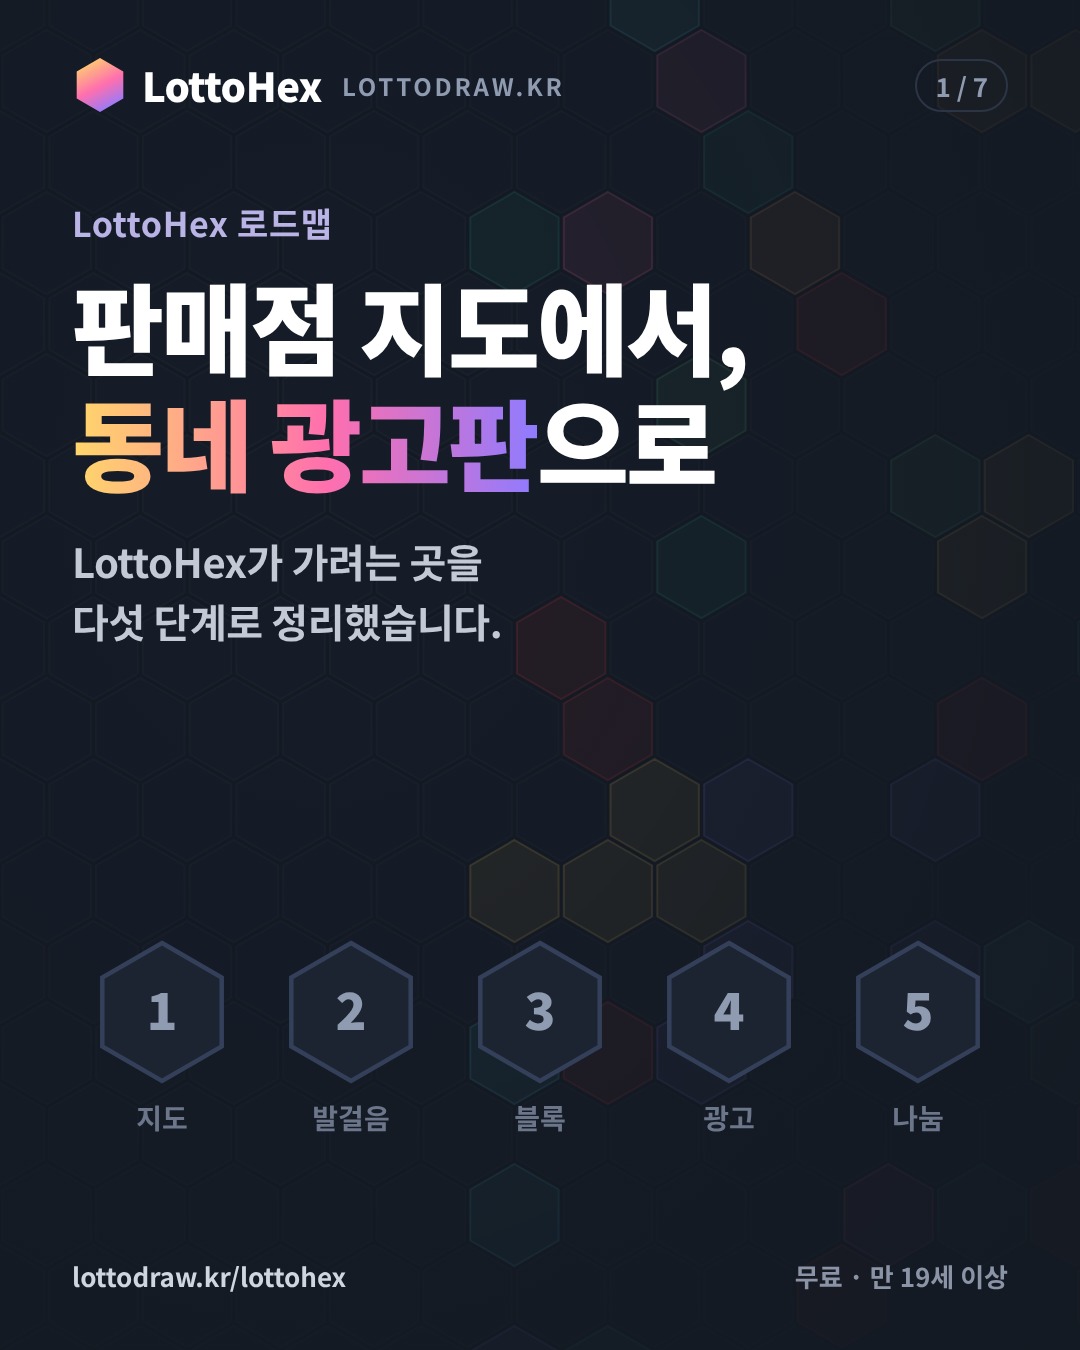 LottoHex LOTTODRAW.KR
1 / 7
LottoHex 로드맵
판매점 지도에서,
동네 광고판으로
LottoHex가 가려는 곳을
다섯 단계로 정리했습니다.
1 2 3 4 5
지도 발걸음 블록 광고 나눔
lottodraw.kr/lottohex
무료 · 만 19세 이상